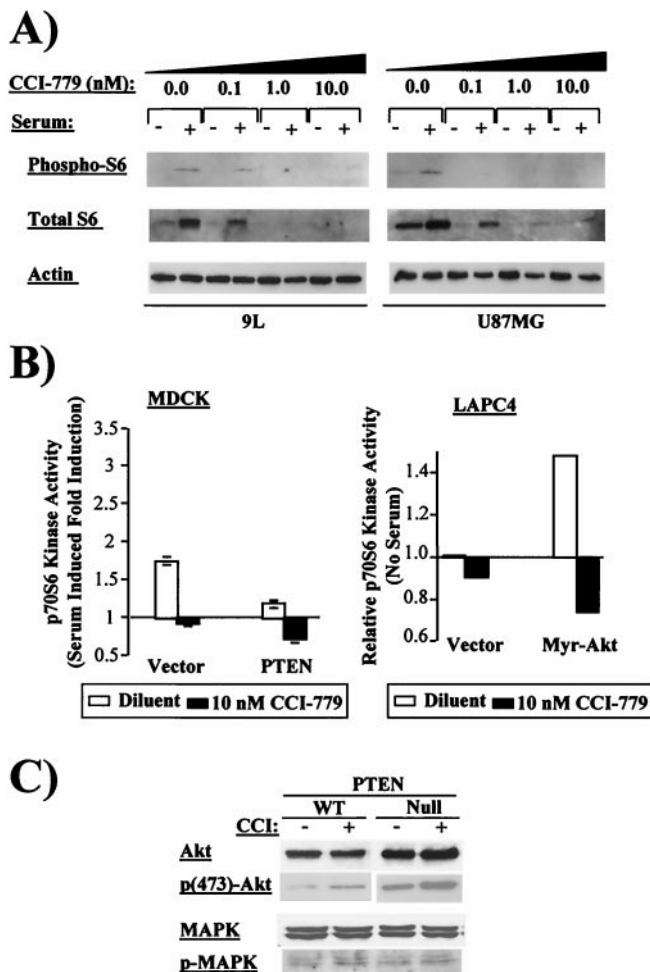 A)
CCI-779 (nM): 0.0 0.1 1.0 10.0 0.0 0.1 1.0 10.0
Serum: - + - + - + - + - + - + - + - +
Phospho-S6
Total S6
Actin
9L U87MG
B)
MDCK
p70S6 Kinase Activity
(Serum Induced Fold Induction)
3.5
3
2.5
2
1.5
1
0.5
Vector PTEN
Diluent 10 nM CCI-779
LAPC4
Relative p70S6 Kinase Activity
(No Serum)
1.4
1.2
1.0
0.8
0.6
Vector Myr-Akt
Diluent 10 nM CCI-779
C)
PTEN
WT Null
CCI: - + - +
Akt
p(473)-Akt
MAPK
p-MAPK